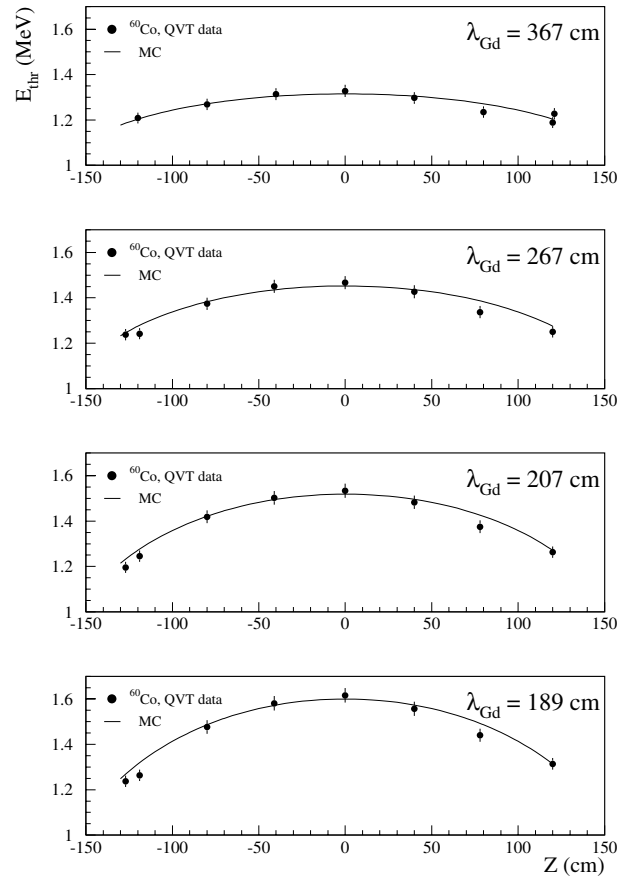 E_thr (MeV)
1.6
1.4
1.2
1
⁶⁰Co, QVT data
MC
λ_Gd = 367 cm
-150 -100 -50 0 50 100 150
1.6
1.4
1.2
1
⁶⁰Co, QVT data
MC
λ_Gd = 267 cm
-150 -100 -50 0 50 100 150
1.6
1.4
1.2
1
⁶⁰Co, QVT data
MC
λ_Gd = 207 cm
-150 -100 -50 0 50 100 150
1.6
1.4
1.2
1
⁶⁰Co, QVT data
MC
λ_Gd = 189 cm
-150 -100 -50 0 50 100 150
Z (cm)